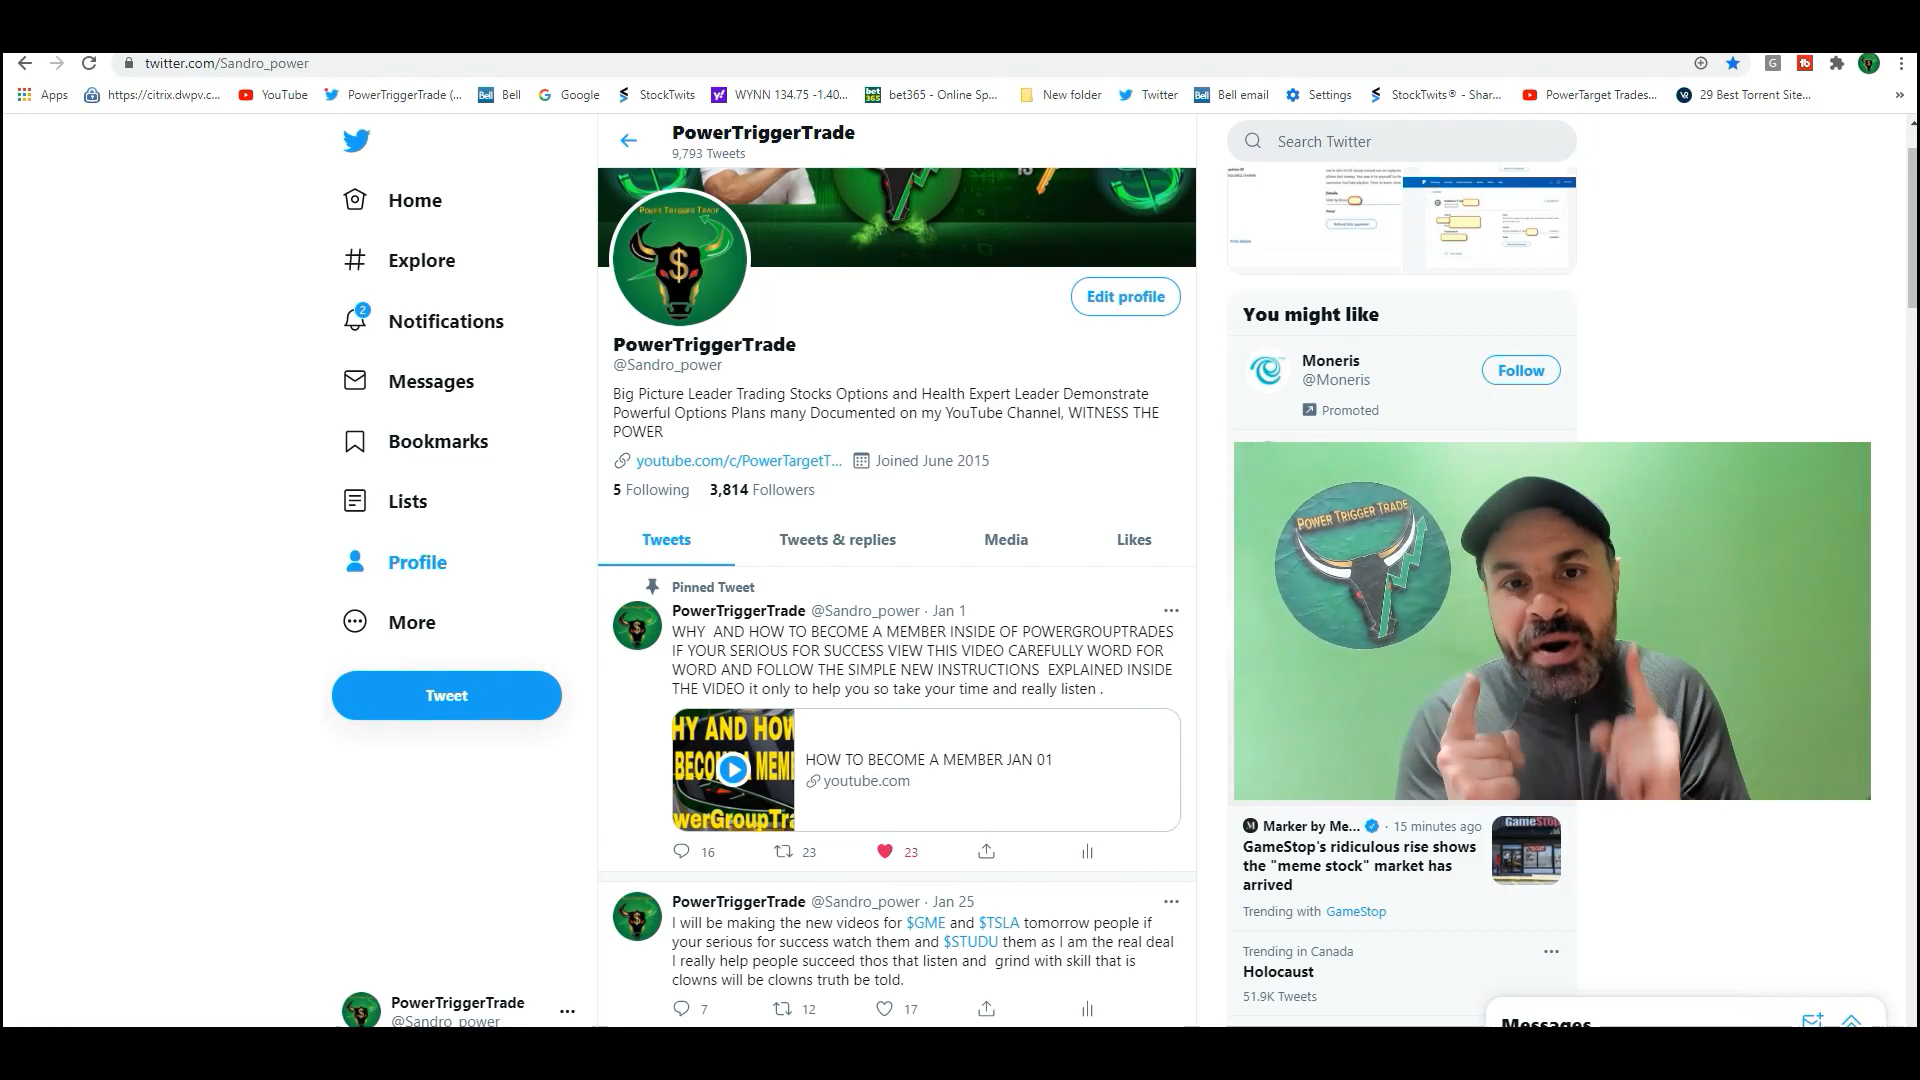 twitter.com/Sandro_power
Apps
https://citrix.dwpv.c...
YouTube
PowerTriggerTrade (...
Bell
Google
StockTwits
WYNN 134.75 -1.40...
bet365 - Online Sp...
New folder
Twitter
Bell email
Settings
StockTwits® - Shar...
PowerTarget Trades...
29 Best Torrent Site...
»
Home
Explore
2
Notifications
Messages
Bookmarks
Lists
Profile
More
Tweet
PowerTriggerTrade
@Sandro_power
PowerTriggerTrade
9,793 Tweets
POWER TRIGGER TRADE
$
Edit profile
PowerTriggerTrade
@Sandro_power
Big Picture Leader Trading Stocks Options and Health Expert Leader Demonstrate
Powerful Options Plans many Documented on my YouTube Channel, WITNESS THE
POWER
youtube.com/c/PowerTargetT...
Joined June 2015
5 Following
3,814 Followers
Tweets
Tweets & replies
Media
Likes
Pinned Tweet
PowerTriggerTrade @Sandro_power · Jan 1
WHY AND HOW TO BECOME A MEMBER INSIDE OF POWERGROUPTRADES
IF YOUR SERIOUS FOR SUCCESS VIEW THIS VIDEO CAREFULLY WORD FOR
WORD AND FOLLOW THE SIMPLE NEW INSTRUCTIONS EXPLAINED INSIDE
THE VIDEO it only to help you so take your time and really listen .
HY AND HOW
BECO MEM
werGroupTra
HOW TO BECOME A MEMBER JAN 01
youtube.com
16
23
23
PowerTriggerTrade @Sandro_power · Jan 25
I will be making the new videos for $GME and $TSLA tomorrow people if
your serious for success watch them and $STUDU them as I am the real deal
I really help people succeed thos that listen and grind with skill that is
clowns will be clowns truth be told.
7
12
17
Search Twitter
You might like
Moneris
@Moneris
Promoted
Follow
POWER TRIGGER TRADE
Marker by Me... · 15 minutes ago
GameStop's ridiculous rise shows
the "meme stock" market has
arrived
GameSto
Trending with GameStop
Trending in Canada
Holocaust
51.9K Tweets
Messages